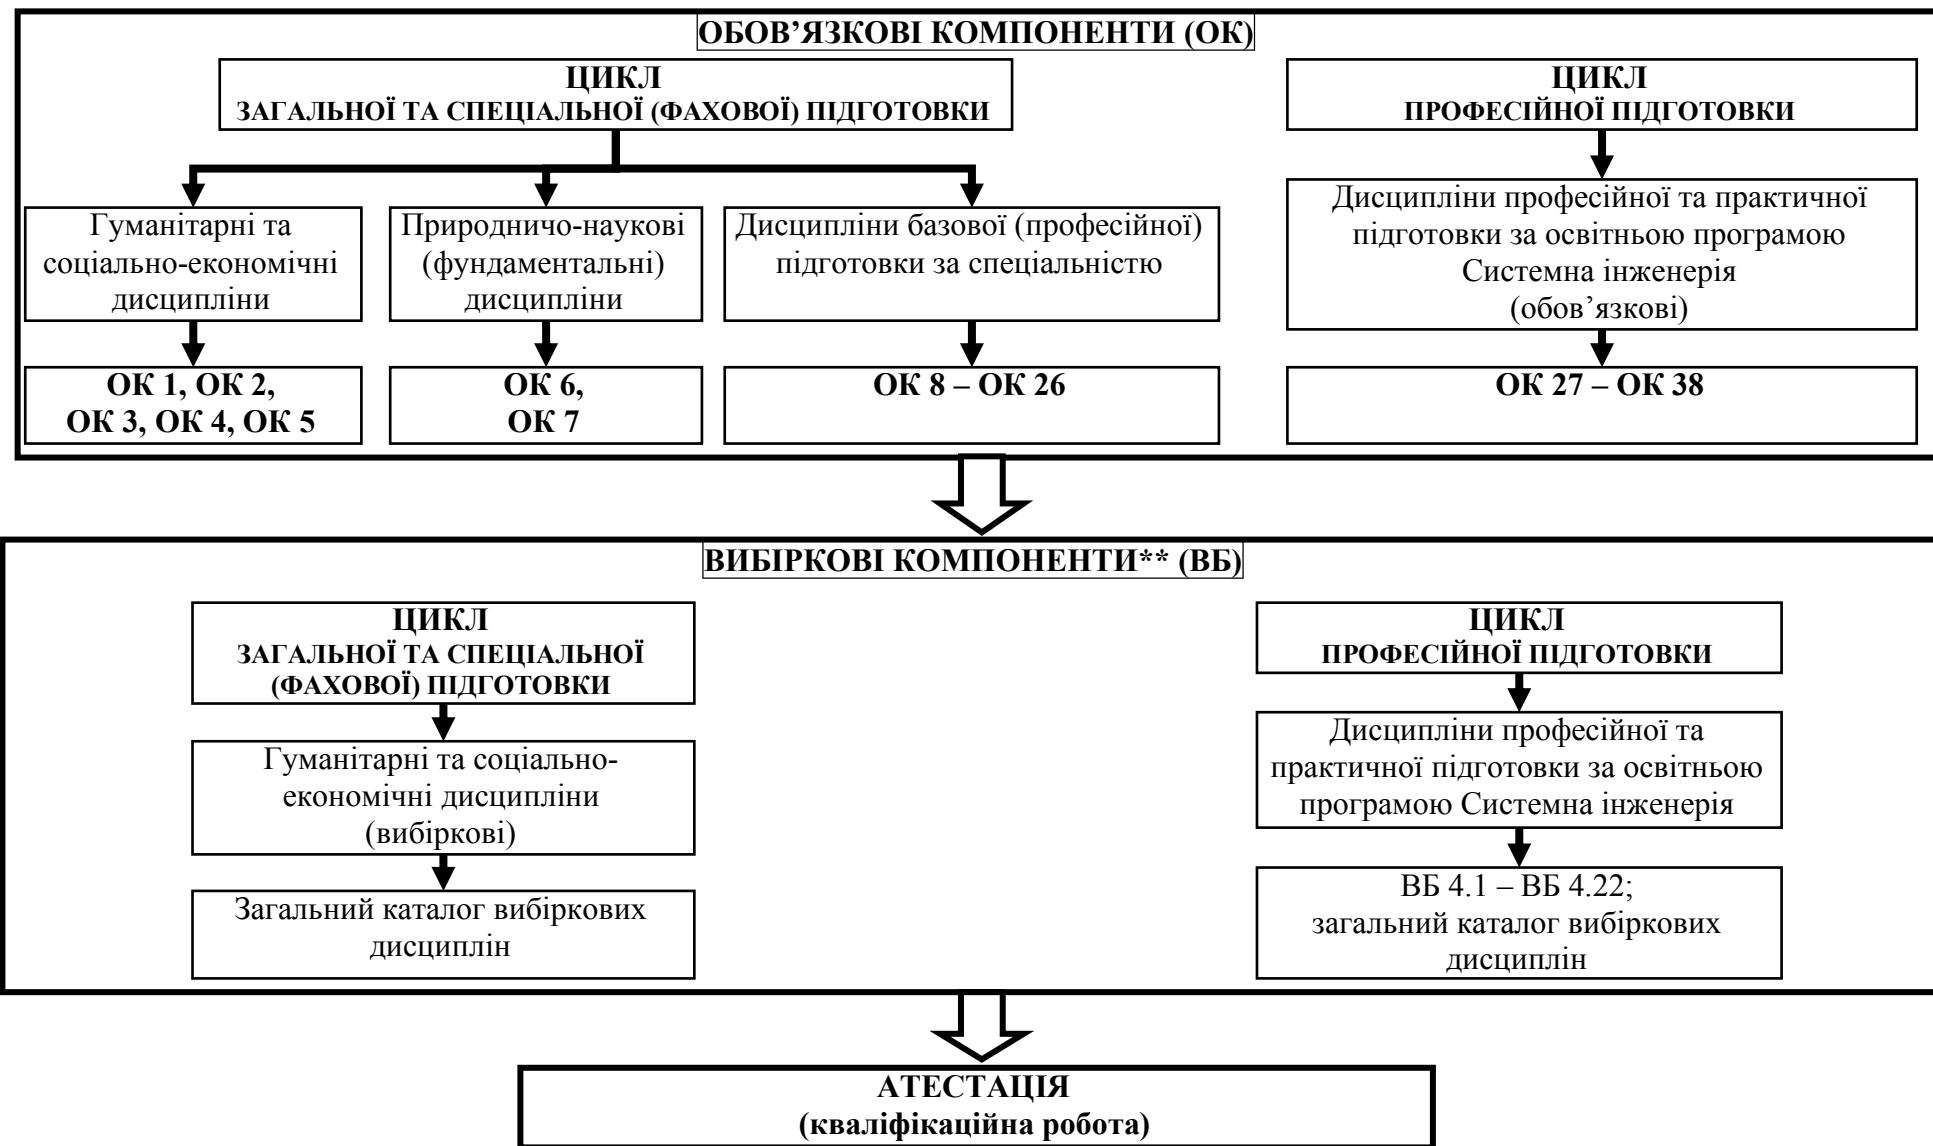 ОБОВ’ЯЗКОВІ КОМПОНЕНТИ (ОК)
ЦИКЛ
ЗАГАЛЬНОЇ ТА СПЕЦІАЛЬНОЇ (ФАХОВОЇ) ПІДГОТОВКИ
ЦИКЛ
ПРОФЕСІЙНОЇ ПІДГОТОВКИ
Гуманітарні та
соціально-економічні
дисципліни
Природничо-наукові
(фундаментальні)
дисципліни
Дисципліни базової (професійної)
підготовки за спеціальністю
Дисципліни професійної та практичної
підготовки за освітньою програмою
Системна інженерія
(обов’язкові)
ОК 1, ОК 2,
ОК 3, ОК 4, ОК 5
ОК 6,
ОК 7
ОК 8 – ОК 26
ОК 27 – ОК 38
ВИБІРКОВІ КОМПОНЕНТИ** (ВБ)
ЦИКЛ
ЗАГАЛЬНОЇ ТА СПЕЦІАЛЬНОЇ
(ФАХОВОЇ) ПІДГОТОВКИ
ЦИКЛ
ПРОФЕСІЙНОЇ ПІДГОТОВКИ
Гуманітарні та соціально-
економічні дисципліни
(вибіркові)
Дисципліни професійної та
практичної підготовки за освітньою
програмою Системна інженерія
Загальний каталог вибіркових
дисциплін
ВБ 4.1 – ВБ 4.22;
загальний каталог вибіркових
дисциплін
АТЕСТАЦІЯ
(кваліфікаційна робота)